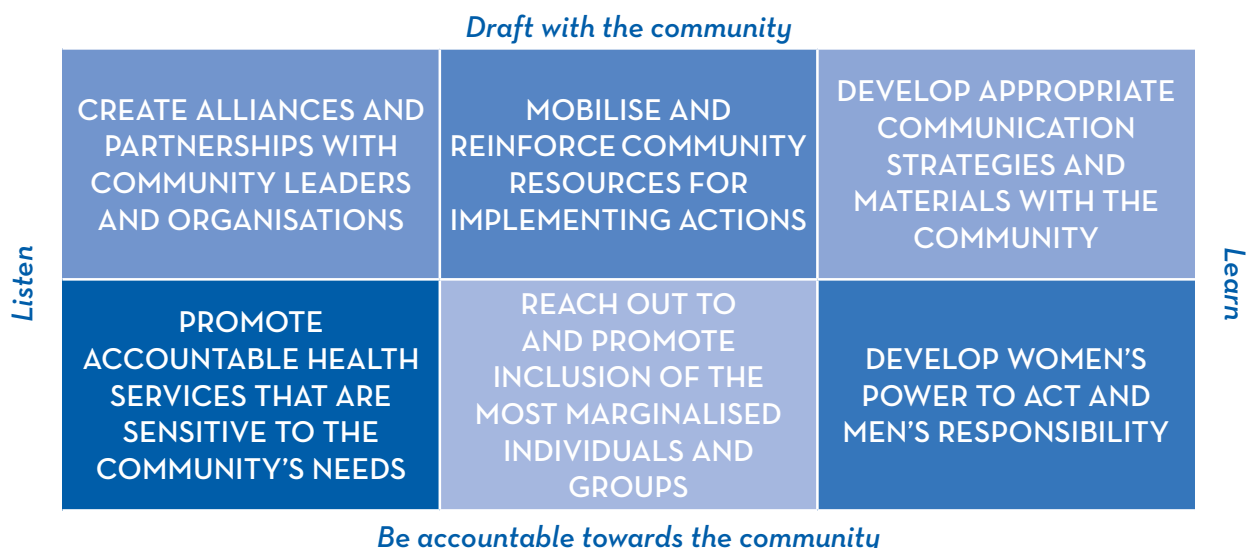 Draft with the community
CREATE ALLIANCES AND
PARTNERSHIPS WITH
COMMUNITY LEADERS
AND ORGANISATIONS
MOBILISE AND
REINFORCE COMMUNITY
RESOURCES FOR
IMPLEMENTING ACTIONS
DEVELOP APPROPRIATE
COMMUNICATION
STRATEGIES AND
MATERIALS WITH THE
COMMUNITY
Listen
Learn
PROMOTE
ACCOUNTABLE HEALTH
SERVICES THAT ARE
SENSITIVE TO THE
COMMUNITY’S NEEDS
REACH OUT TO
AND PROMOTE
INCLUSION OF THE
MOST MARGINALISED
INDIVIDUALS AND
GROUPS
DEVELOP WOMEN’S
POWER TO ACT AND
MEN’S RESPONSIBILITY
Be accountable towards the community